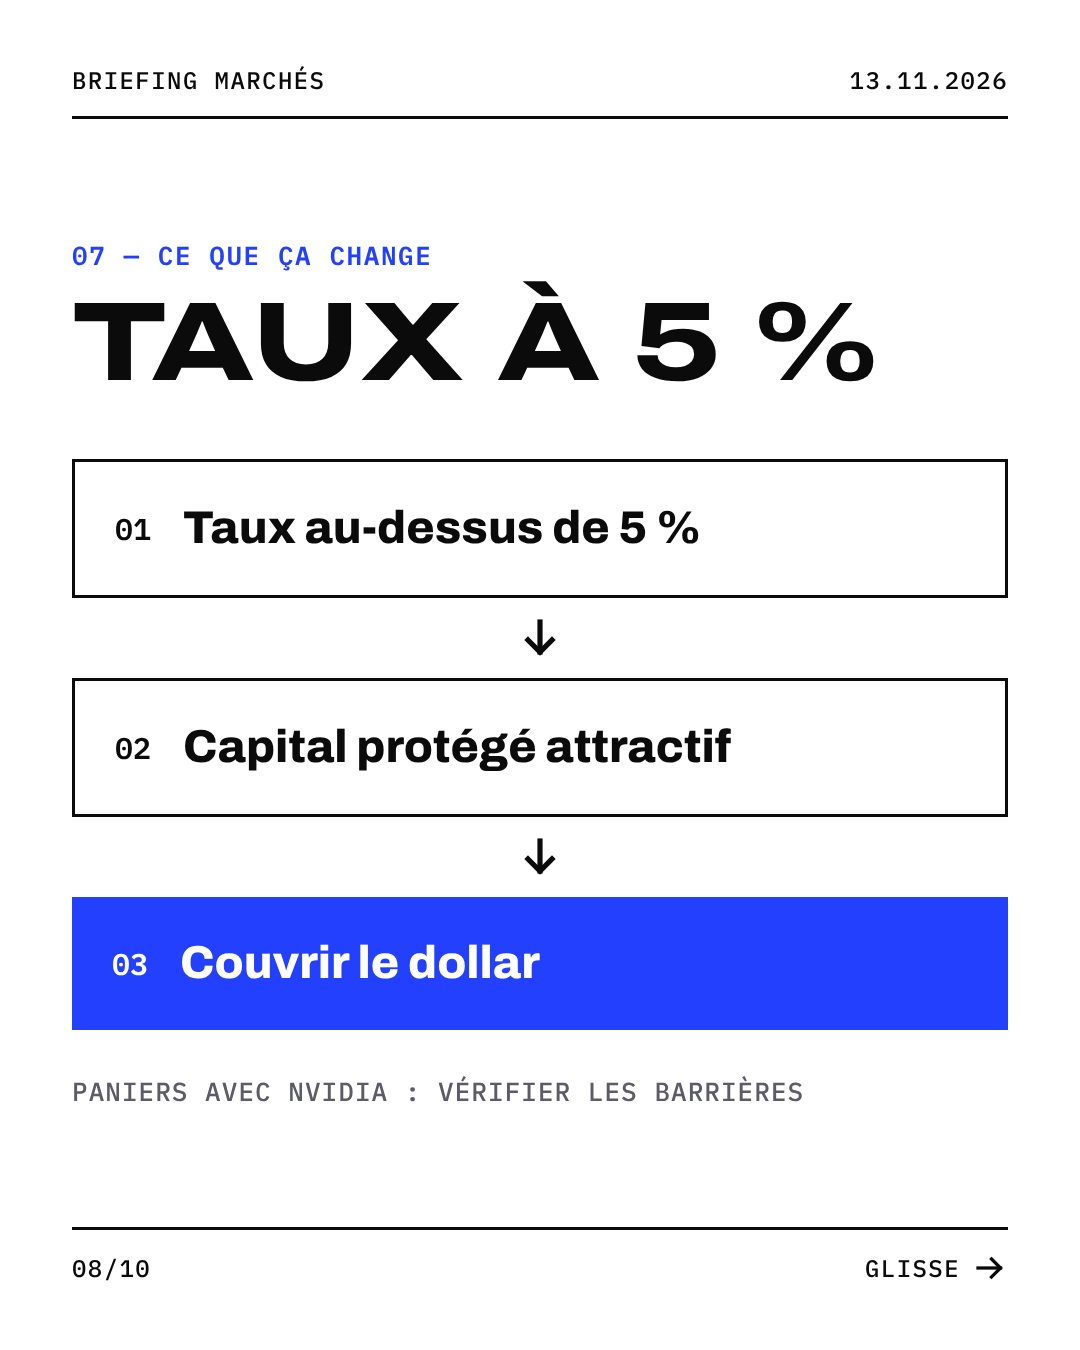 BRIEFING MARCHÉS
13.11.2026
07 — CE QUE ÇA CHANGE
TAUX À 5 %
01 Taux au-dessus de 5 %
↓
02 Capital protégé attractif
↓
03 Couvrir le dollar
PANIERS AVEC NVIDIA : VÉRIFIER LES BARRIÈRES
08/10
GLISSE →